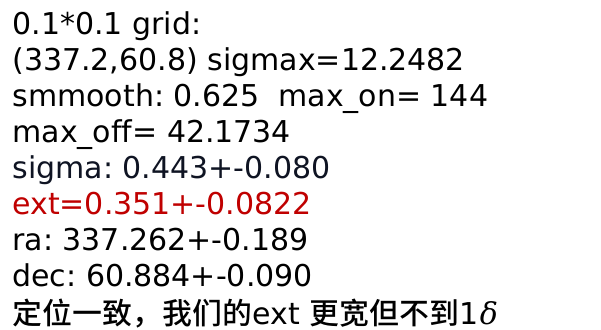 0.1*0.1 grid:
(337.2,60.8) sigmax=12.2482
smmooth: 0.625  max_on= 144
max_off= 42.1734
sigma: 0.443+-0.080
ext=0.351+-0.0822
ra: 337.262+-0.189
dec: 60.884+-0.090
定位一致，我们的ext 更宽但不到1δ